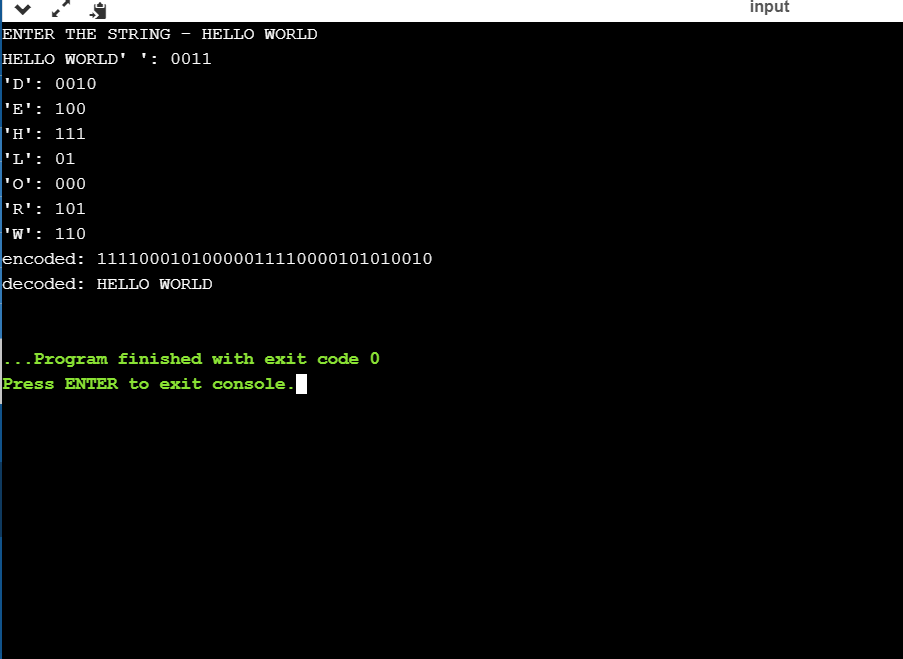 input
ENTER THE STRING - HELLO WORLD
HELLO WORLD' ': 0011
'D': 0010
'E': 100
'H': 111
'L': 01
'O': 000
'R': 101
'W': 110
encoded: 11110001010000011110000101010010
decoded: HELLO WORLD
...Program finished with exit code 0
Press ENTER to exit console.